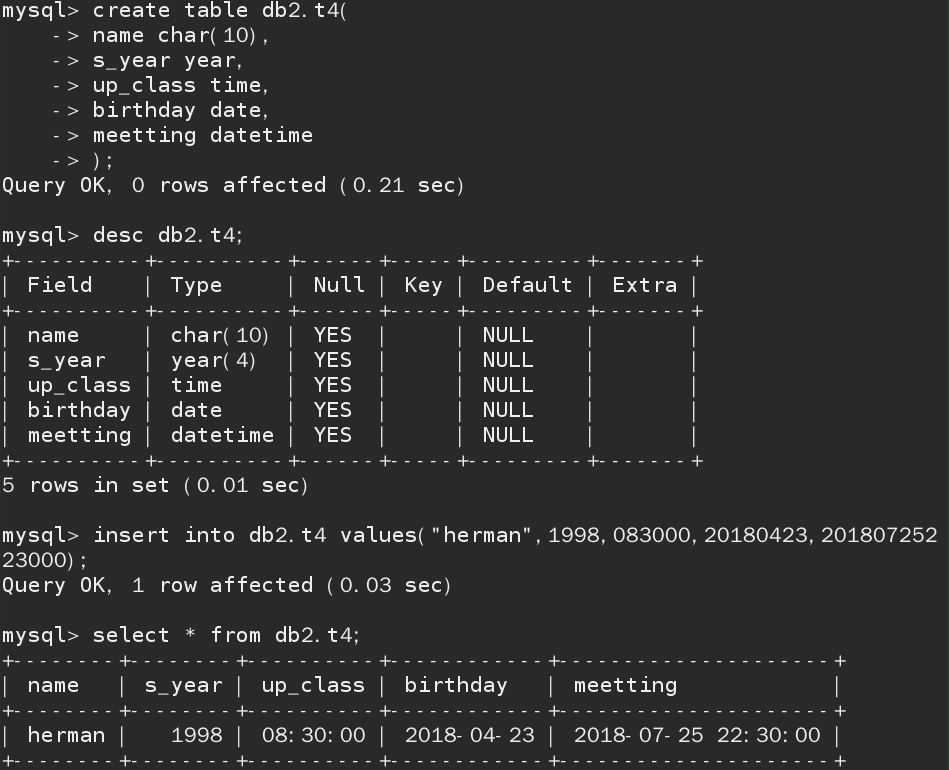 mysql> create table db2.t4(
    -> name char(10),
    -> s_year year,
    -> up_class time,
    -> birthday date,
    -> meetting datetime
    -> );
Query OK, 0 rows affected (0.21 sec)

mysql> desc db2.t4;
+----------+----------+------+-----+---------+-------+
| Field    | Type     | Null | Key | Default | Extra |
+----------+----------+------+-----+---------+-------+
| name     | char(10) | YES  |     | NULL    |       |
| s_year   | year(4)  | YES  |     | NULL    |       |
| up_class | time     | YES  |     | NULL    |       |
| birthday | date     | YES  |     | NULL    |       |
| meetting | datetime | YES  |     | NULL    |       |
+----------+----------+------+-----+---------+-------+
5 rows in set (0.01 sec)

mysql> insert into db2.t4 values("herman",1998,083000,20180423,201807252
23000);
Query OK, 1 row affected (0.03 sec)

mysql> select * from db2.t4;
+--------+--------+----------+------------+---------------------+
| name   | s_year | up_class | birthday   | meetting            |
+--------+--------+----------+------------+---------------------+
| herman |   1998 | 08:30:00 | 2018-04-23 | 2018-07-25 22:30:00 |
+--------+--------+----------+------------+---------------------+